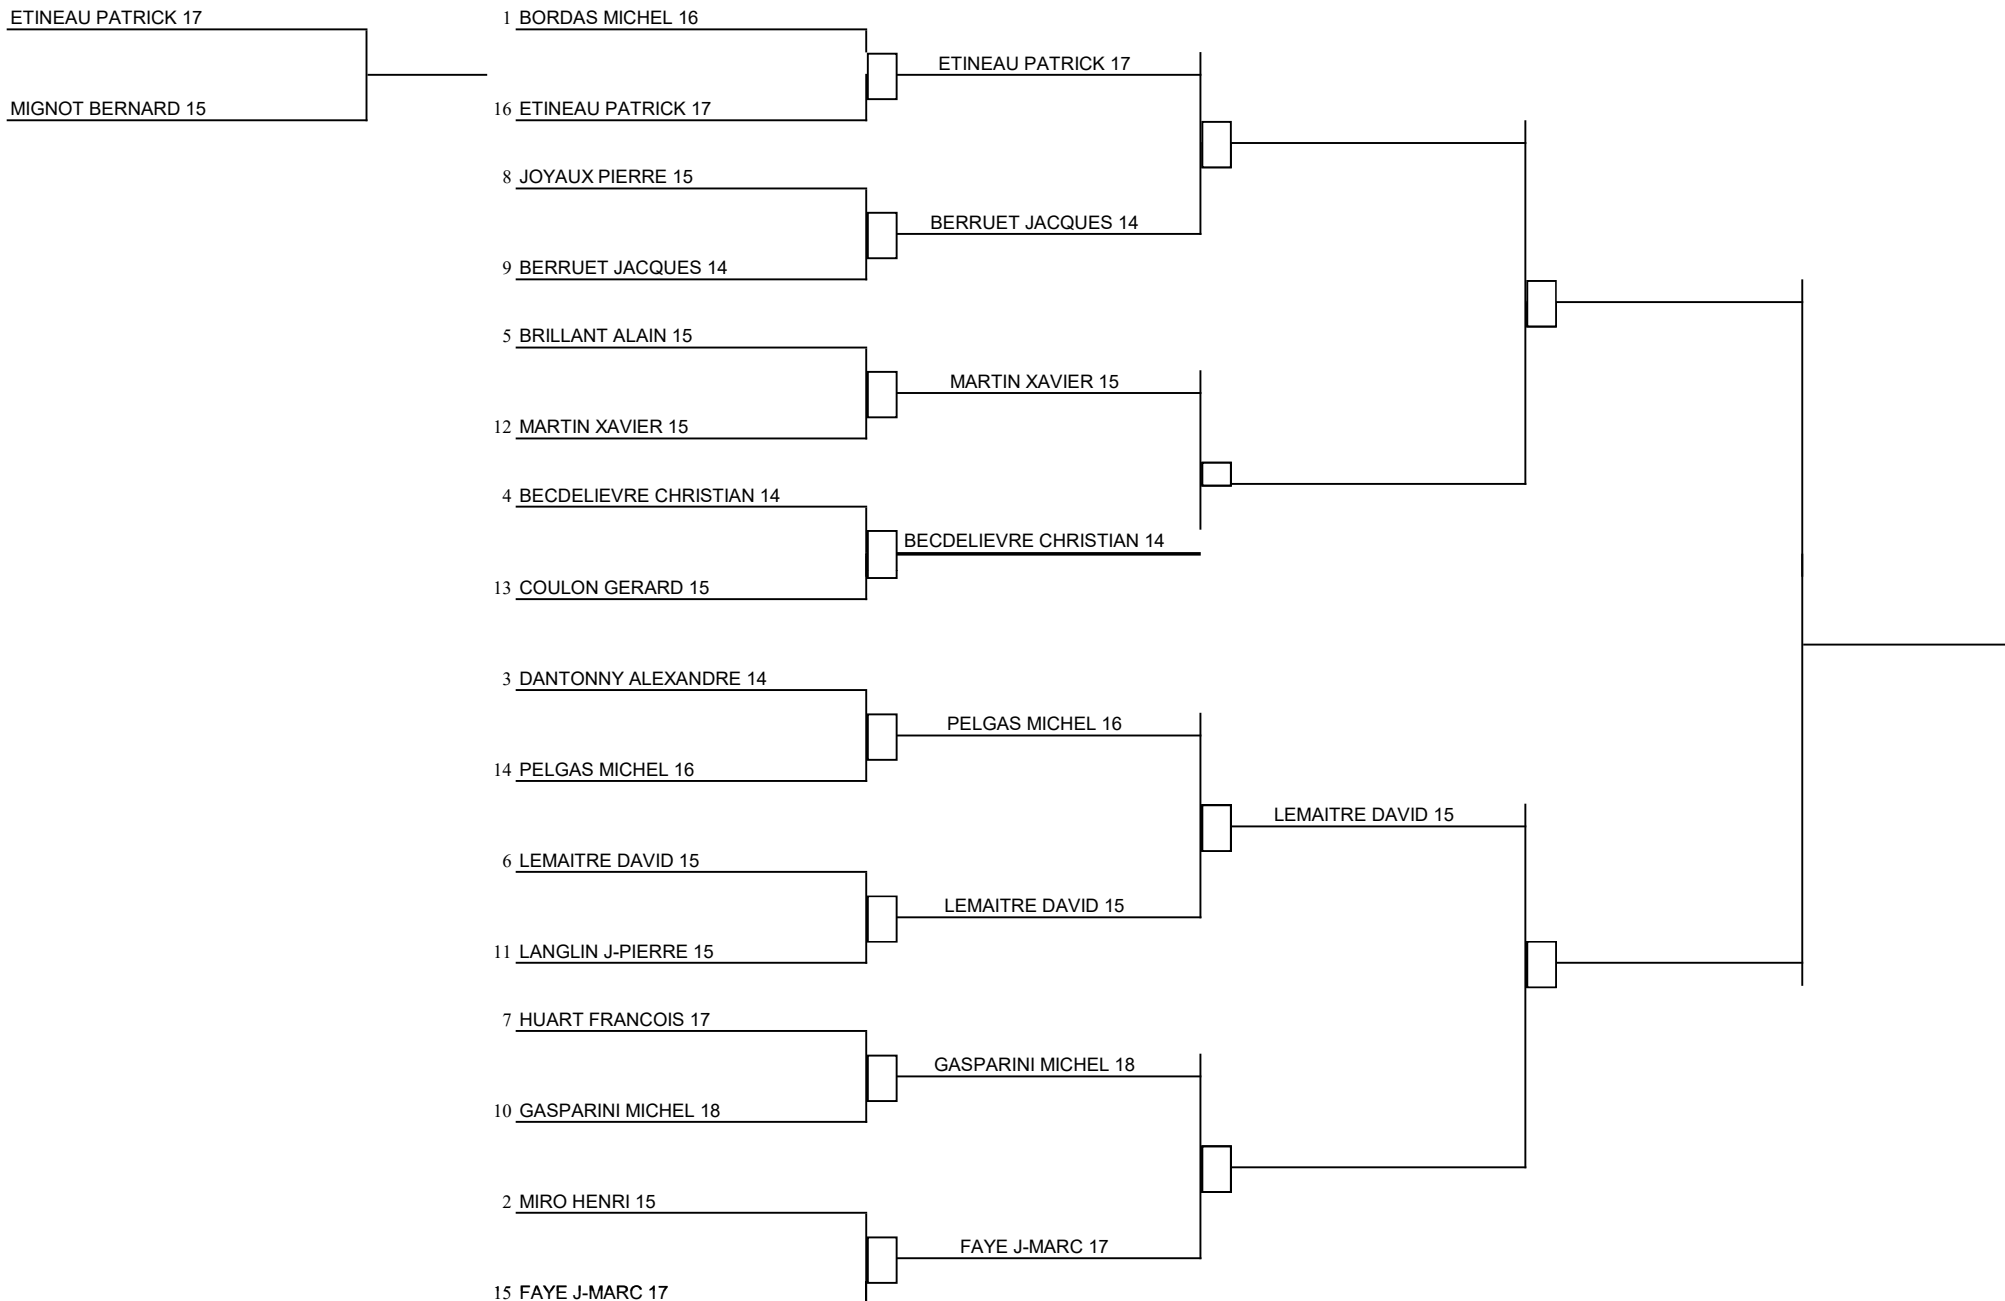 ETINEAU PATRICK 17
MIGNOT BERNARD 15
1 BORDAS MICHEL 16
16 ETINEAU PATRICK 17
8 JOYAUX PIERRE 15
9 BERRUET JACQUES 14
5 BRILLANT ALAIN 15
12 MARTIN XAVIER 15
4 BECDELIEVRE CHRISTIAN 14
13 COULON GERARD 15
3 DANTONNY ALEXANDRE 14
14 PELGAS MICHEL 16
6 LEMAITRE DAVID 15
11 LANGLIN J-PIERRE 15
7 HUART FRANCOIS 17
10 GASPARINI MICHEL 18
2 MIRO HENRI 15
15 FAYE J-MARC 17
ETINEAU PATRICK 17
BERRUET JACQUES 14
MARTIN XAVIER 15
BECDELIEVRE CHRISTIAN 14
PELGAS MICHEL 16
LEMAITRE DAVID 15
GASPARINI MICHEL 18
FAYE J-MARC 17
LEMAITRE DAVID 15